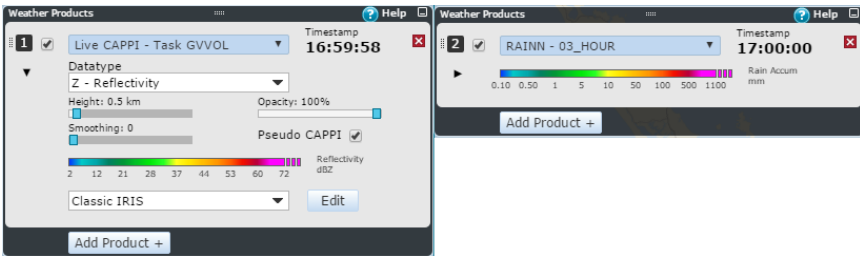 Weather Products
Help
1
Live CAPPI - Task GVVOL
Timestamp
16:59:58
Datatype
Z - Reflectivity
Height: 0.5 km
Opacity: 100%
Smoothing: 0
Pseudo CAPPI
Reflectivity
dBZ
2 12 21 28 37 44 53 60 72
Classic IRIS
Edit
Add Product +
Weather Products
Help
2
RAINN - 03_HOUR
Timestamp
17:00:00
Rain Accum
mm
0.10 0.50 1 5 10 50 100 500 1100
Add Product +